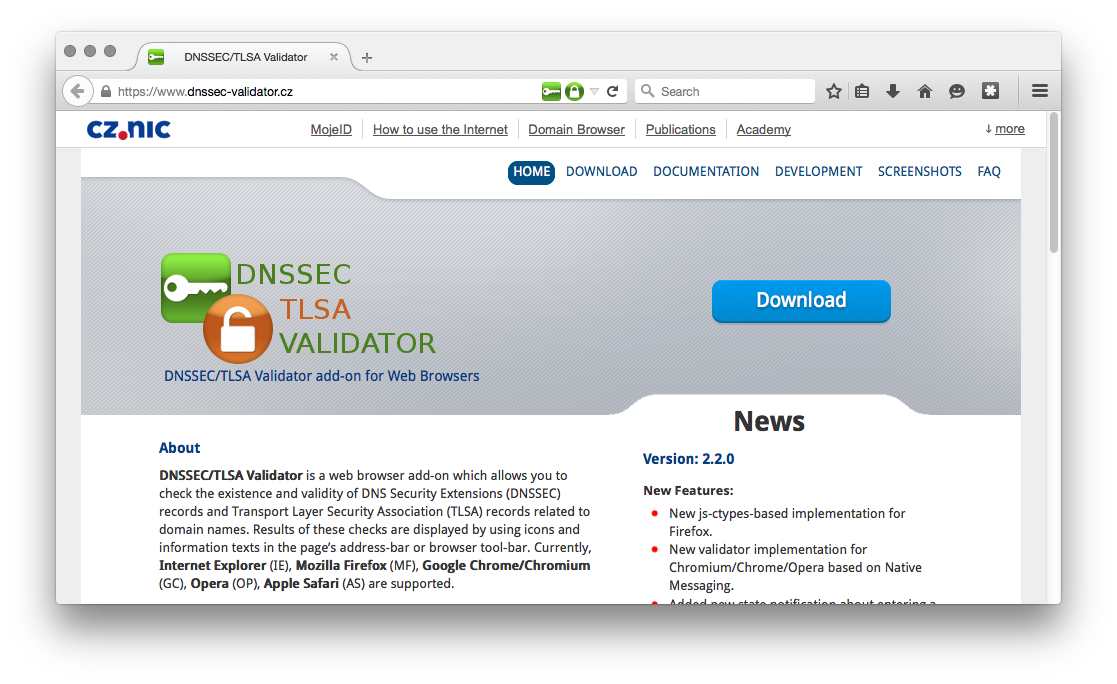 DNSSEC/TLSA Validator
https://www.dnssec-validator.cz
Search
CZ.NIC
MojeID
How to use the Internet
Domain Browser
Publications
Academy
↓ more
HOME
DOWNLOAD
DOCUMENTATION
DEVELOPMENT
SCREENSHOTS
FAQ
DNSSEC
TLSA
VALIDATOR
DNSSEC/TLSA Validator add-on for Web Browsers
Download
About
DNSSEC/TLSA Validator is a web browser add-on which allows you to
check the existence and validity of DNS Security Extensions (DNSSEC)
records and Transport Layer Security Association (TLSA) records related to
domain names. Results of these checks are displayed by using icons and
information texts in the page's address-bar or browser tool-bar. Currently,
Internet Explorer (IE), Mozilla Firefox (MF), Google Chrome/Chromium
(GC), Opera (OP), Apple Safari (AS) are supported.
News
Version: 2.2.0
New Features:
New js-ctypes-based implementation for
Firefox.
New validator implementation for
Chromium/Chrome/Opera based on Native
Messaging.
Added new state notification about entering a